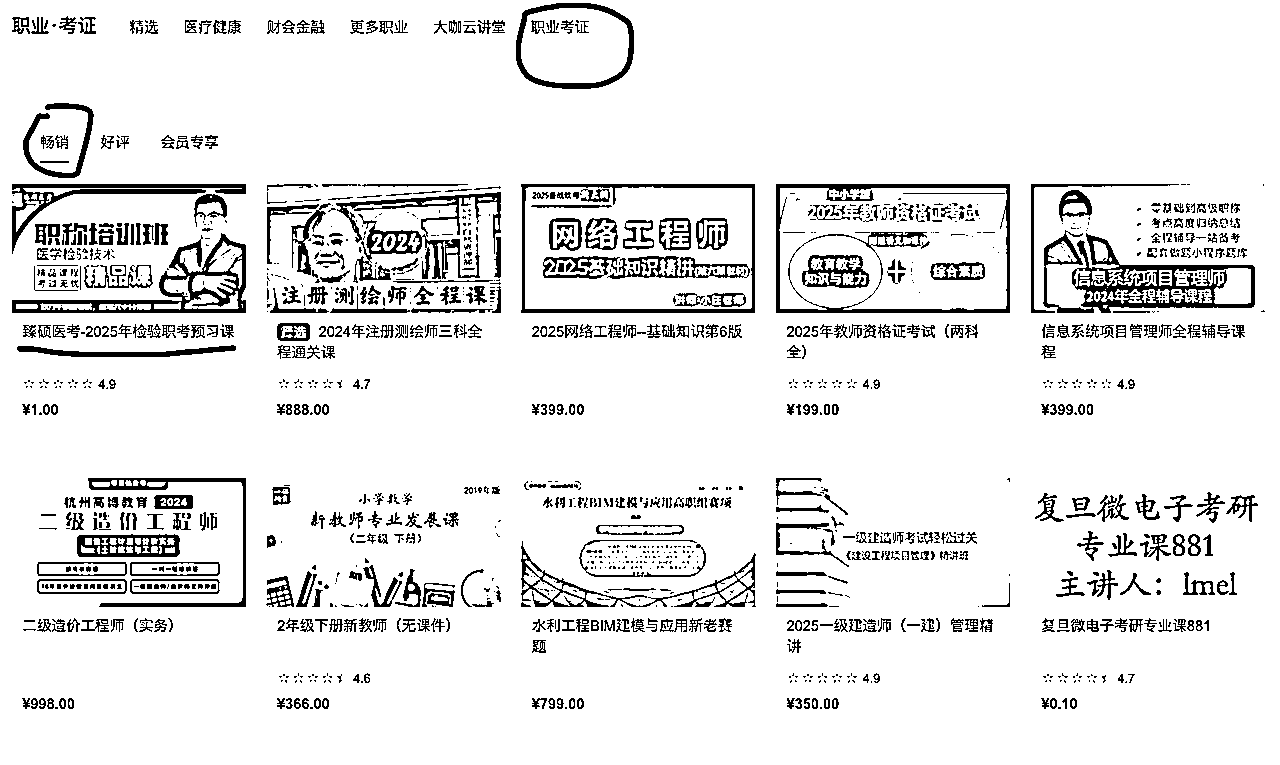 职业·考证 精选 医疗健康 财会金融 更多职业 大咖云讲堂 职业考证
畅销 好评 会员专享
职称培训班
医学检验技术
精品课程
考过无忧
精品课
臻硕医考-2025年检验职考预习课
4.9
¥1.00
2024
注册测绘师全程课
2024年注册测绘师三科全
程通关课
4.7
¥888.00
网络工程师
2025基础知识精讲
2025网络工程师--基础知识第6版
¥399.00
中小学
2025年教师资格证考试
教育教学
知识与能力
+
综合素质
2025年教师资格证考试（两科
全）
4.9
¥199.00
零基础到高级职称
考点高度归纳总结
全程辅导一站备考
配套做题小程序题库
信息系统项目管理师
2024年全程辅导课程
信息系统项目管理师全程辅导课
程
4.9
¥399.00
杭州高博教育 2024
二级造价工程师
二级造价工程师（实务）
¥998.00
2019年版
小学数学
新教师专业发展课
（二年级 下册）
2年级下册新教师（无课件）
4.6
¥366.00
水利工程BIM建模与应用高职组赛项
水利工程BIM建模与应用新老赛
题
¥799.00
一级建造师考试轻松过关
《建设工程项目管理》精讲班
2025一级建造师（一建）管理精
讲
4.9
¥350.00
复旦微电子考研
专业课881
主讲人：lmel
复旦微电子考研专业课881
4.7
¥0.10